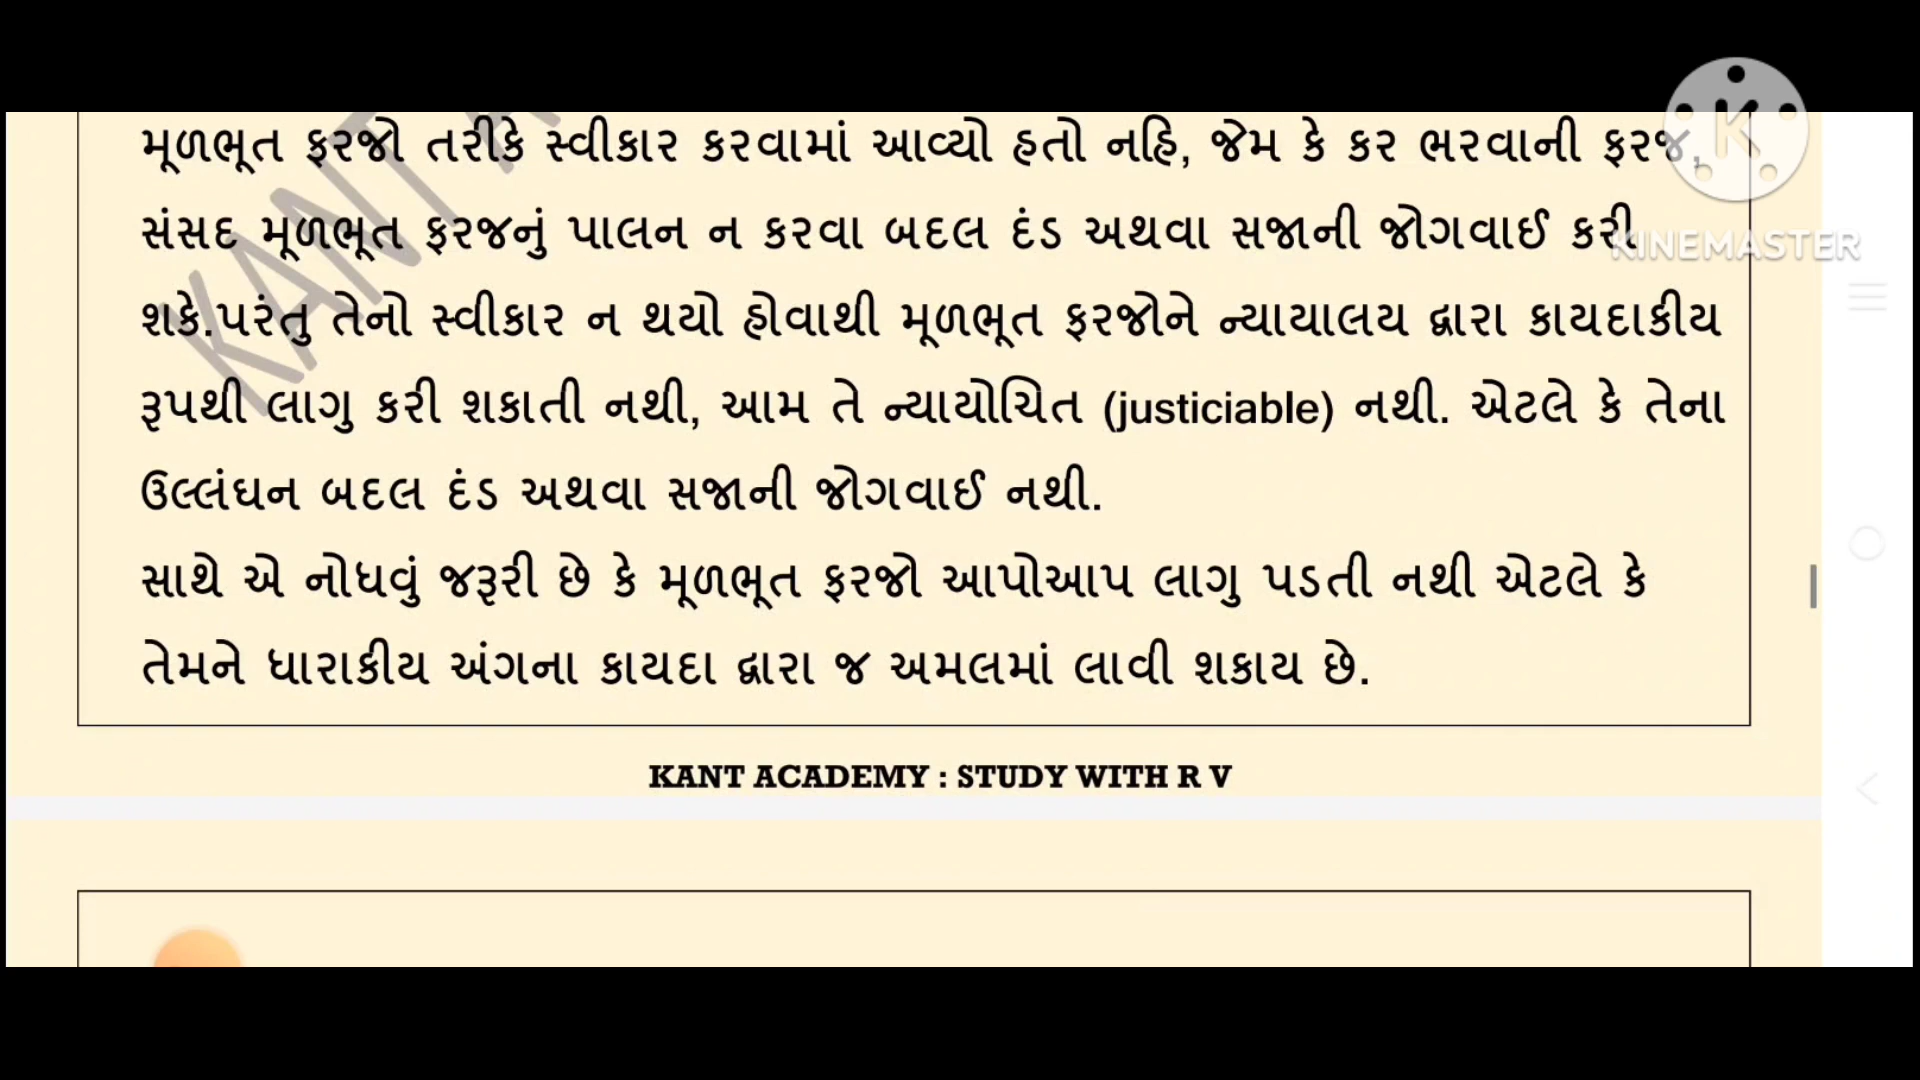 મૂળભૂત ફરજો તરીકે સ્વીકાર કરવામાં આવ્યો હતો નહિ, જેમ કે કર ભરવાની ફરજ,
સંસદ મૂળભૂત ફરજનું પાલન ન કરવા બદલ દંડ અથવા સજાની જોગવાઈ કરી
શકે.પરંતુ તેનો સ્વીકાર ન થયો હોવાથી મૂળભૂત ફરજોને ન્યાયાલય દ્વારા કાયદાકીય
રૂપથી લાગુ કરી શકાતી નથી, આમ તે ન્યાયોચિત (justiciable) નથી. એટલે કે તેના
ઉલ્લંઘન બદલ દંડ અથવા સજાની જોગવાઈ નથી.
સાથે એ નોધવું જરૂરી છે કે મૂળભૂત ફરજો આપોઆપ લાગુ પડતી નથી એટલે કે
તેમને ધારાકીય અંગના કાયદા દ્વારા જ અમલમાં લાવી શકાય છે.
KANT ACADEMY : STUDY WITH R V
KANT A
K
KINEMASTER